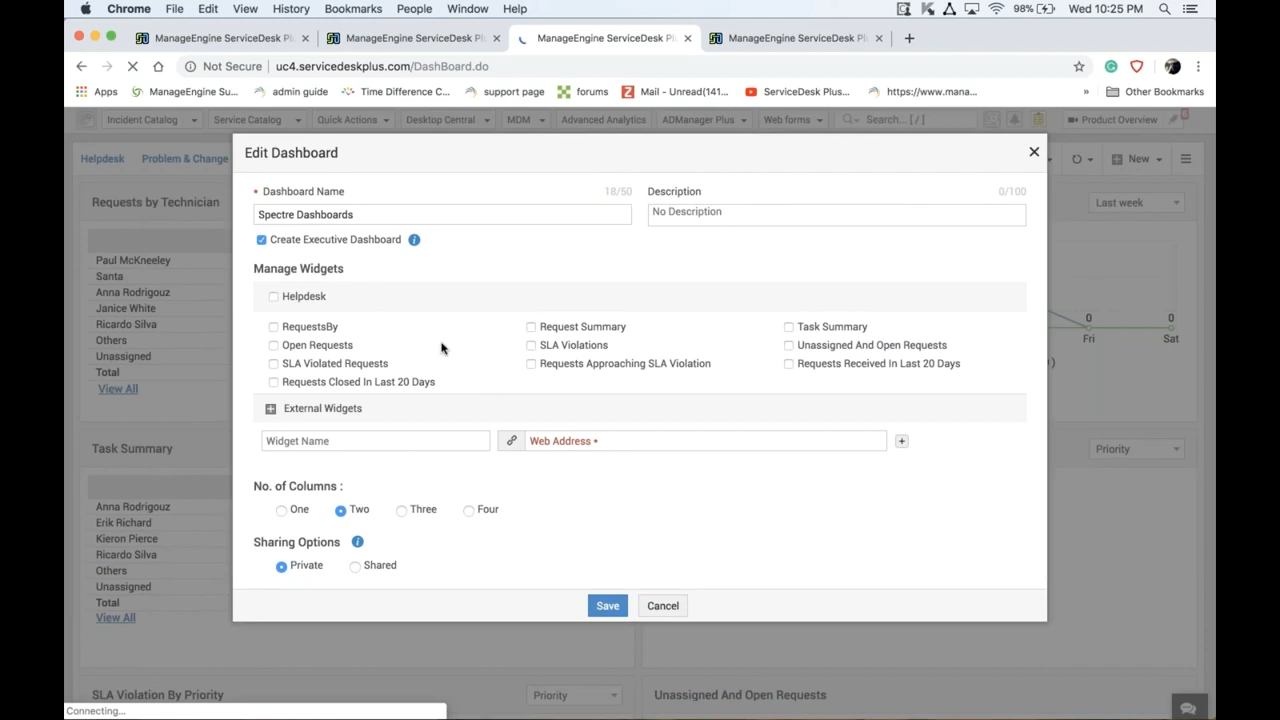 Chrome File Edit View History Bookmarks People Window Help 98% Wed 10:25 PM
ManageEngine ServiceDesk Plu ManageEngine ServiceDesk Plu ManageEngine ServiceDesk Pl ManageEngine ServiceDesk Plu
Not Secure uc4.servicedeskplus.com/DashBoard.do
Apps ManageEngine Su... admin guide Time Difference C... support page forums Mail - Unread(141... ServiceDesk Plus... https://www.mana... » Other Bookmarks
Incident Catalog Service Catalog Quick Actions Desktop Central MDM Advanced Analytics ADManager Plus Web forms Search... [ / ] Product Overview
Edit Dashboard
Helpdesk Problem & Change New
* Dashboard Name 18/50 Description 0/100
Requests by Technician Last week
Spectre Dashboards No Description
Create Executive Dashboard
Paul McKneeley
Manage Widgets
Santa
Anna Rodrigouz
Helpdesk
Janice White
Ricardo Silva
RequestsBy Request Summary Task Summary
0 0
Others
Open Requests SLA Violations Unassigned And Open Requests
Fri Sat
Unassigned
SLA Violated Requests Requests Approaching SLA Violation Requests Received In Last 20 Days
Total
Requests Closed In Last 20 Days
View All
External Widgets
Widget Name Web Address *
Task Summary Priority
No. of Columns :
Anna Rodrigouz
One Two Three Four
Erik Richard
Kieron Pierce
Sharing Options
Ricardo Silva
Private Shared
Others
Unassigned
Total
Save Cancel
View All
SLA Violation By Priority Priority Unassigned And Open Requests
Connecting...